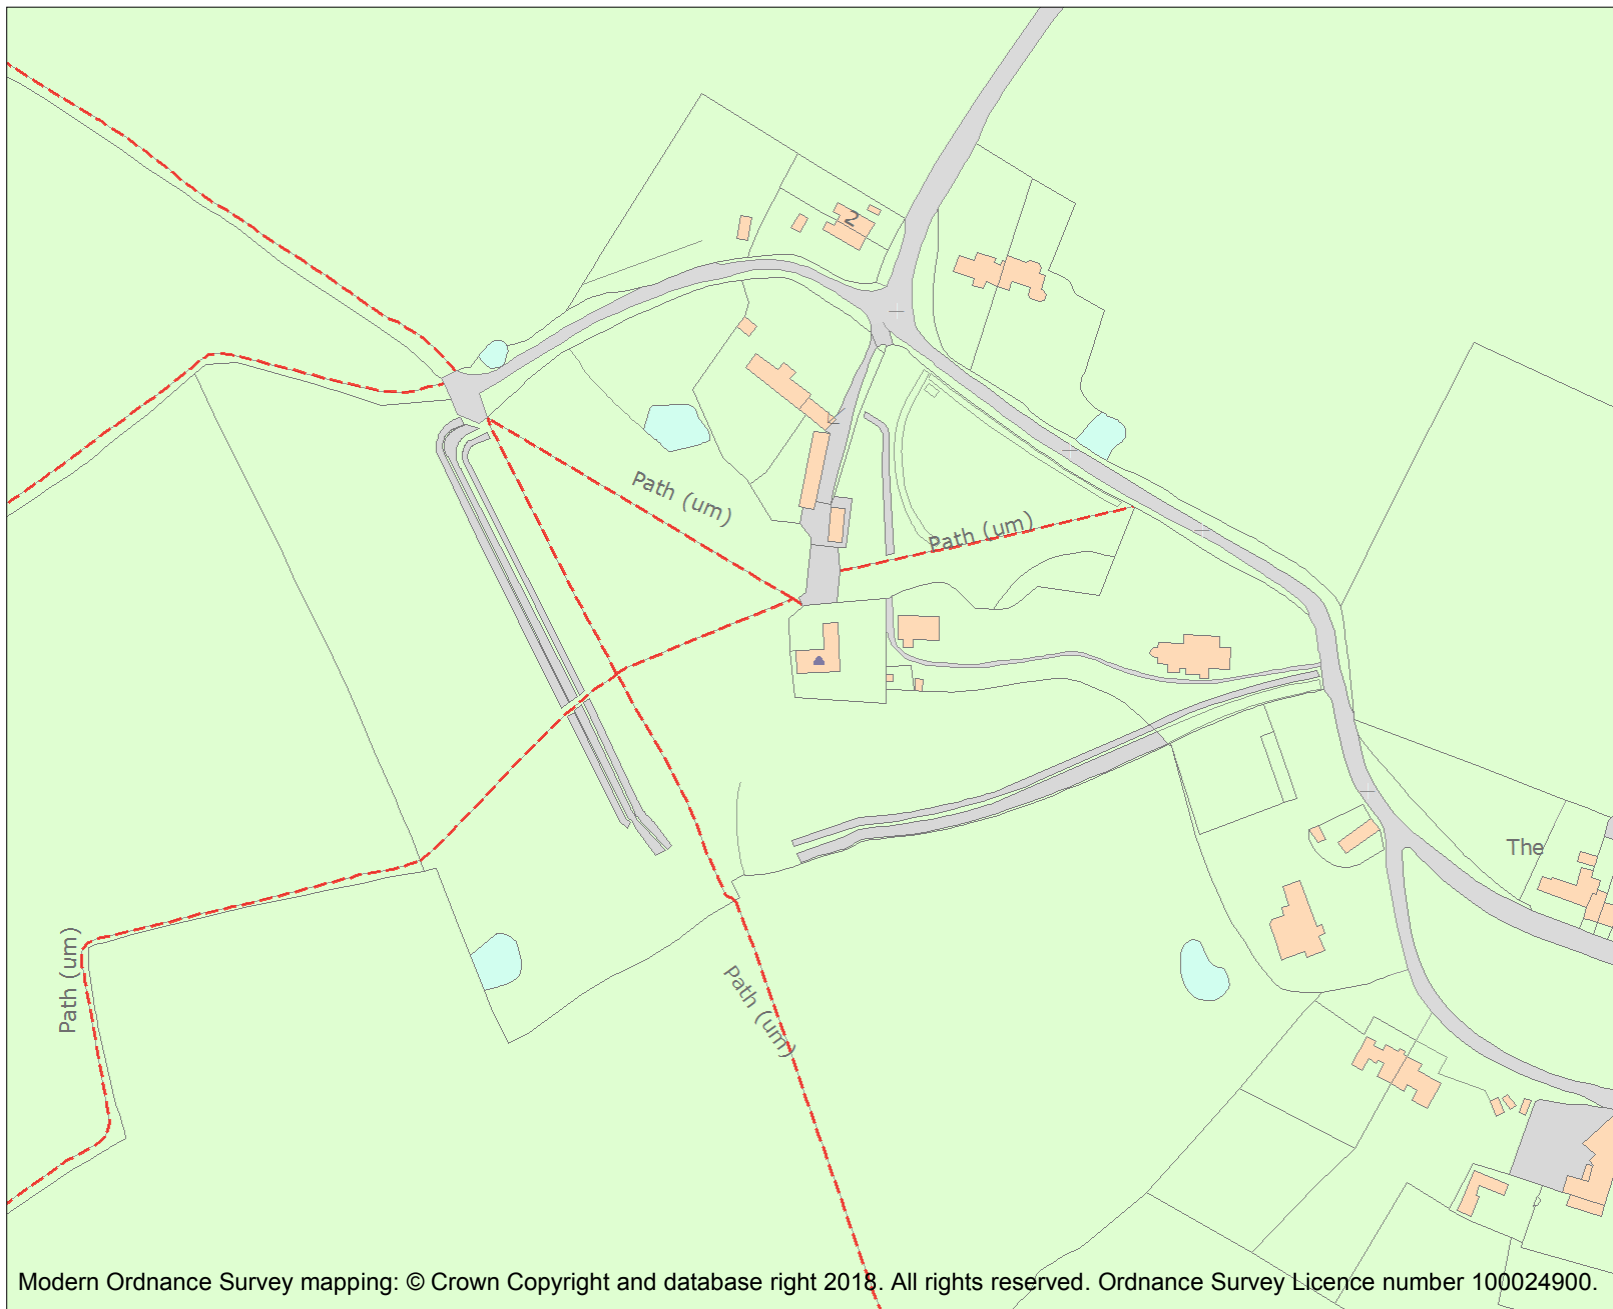 2
Path (um)
Path (um)
The
Path (um)
Path (um)
Modern Ordnance Survey mapping: © Crown Copyright and database right 2018. All rights reserved. Ordnance Survey Licence number 100024900.